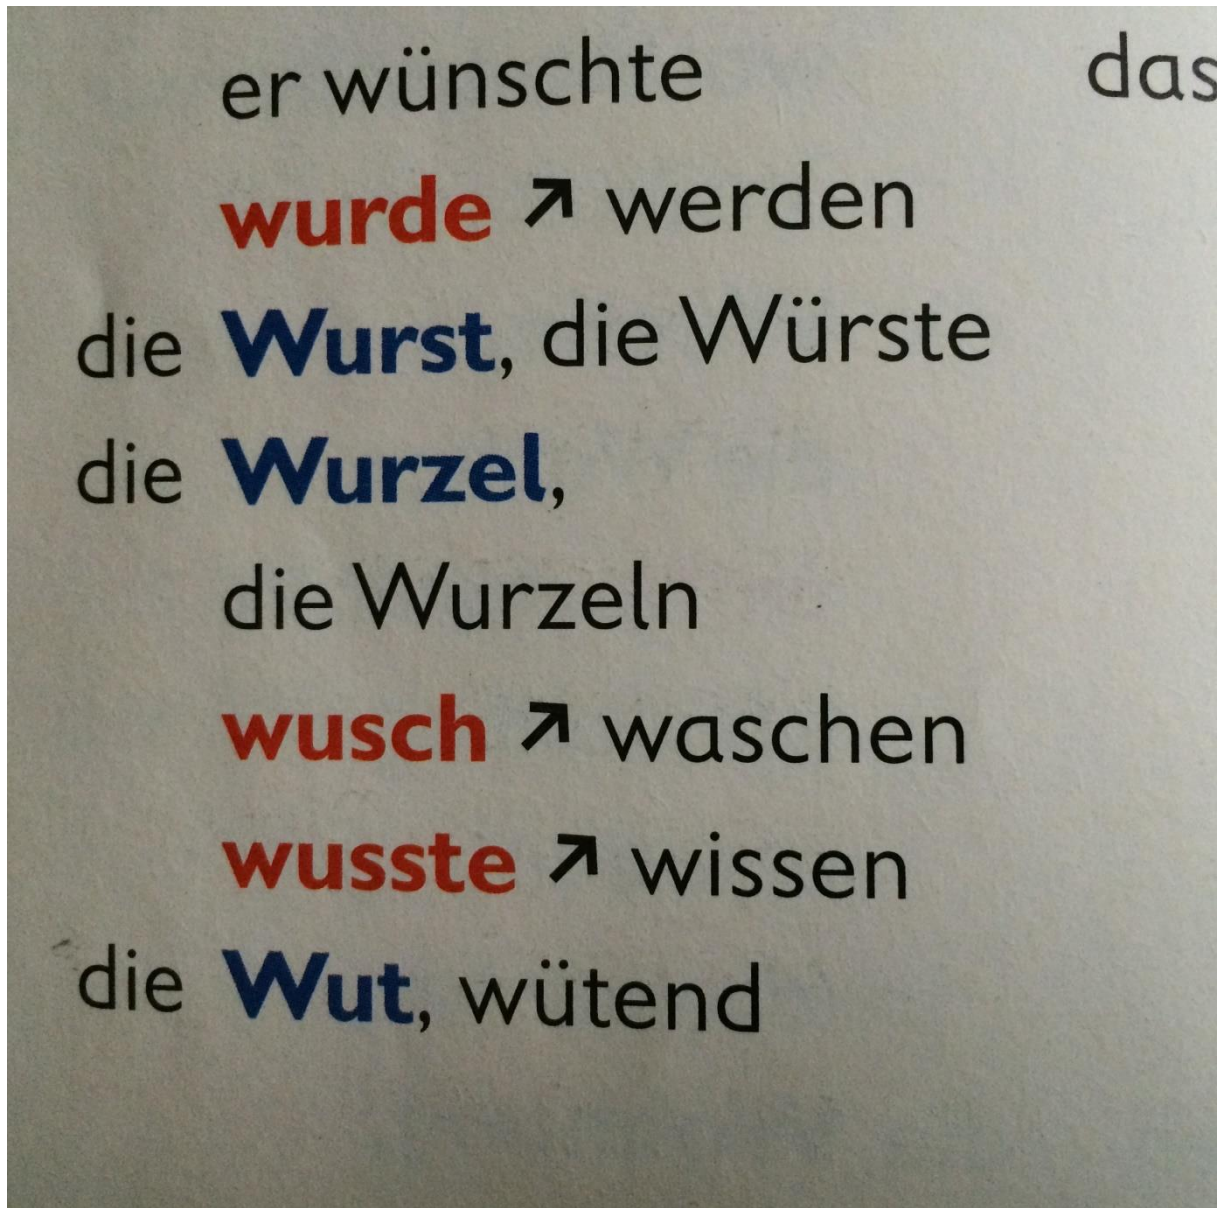 er wünschte
das
wurde ↗ werden
die Wurst, die Würste
die Wurzel,
die Wurzeln
wusch ↗ waschen
wusste ↗ wissen
die Wut, wütend